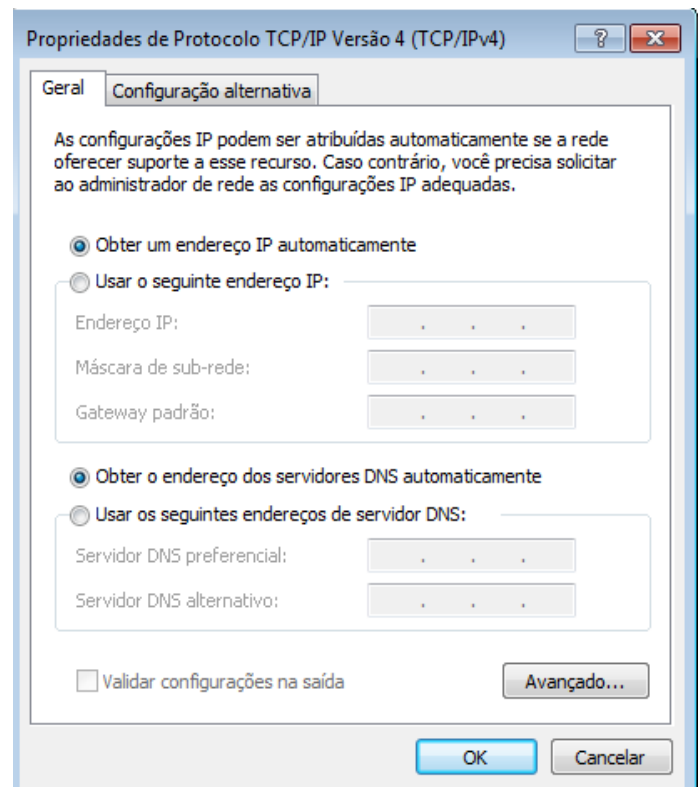 Propriedades de Protocolo TCP/IP Versão 4 (TCP/IPv4)
Geral
Configuração alternativa
As configurações IP podem ser atribuídas automaticamente se a rede
oferecer suporte a esse recurso. Caso contrário, você precisa solicitar
ao administrador de rede as configurações IP adequadas.
Obter um endereço IP automaticamente
Usar o seguinte endereço IP:
Endereço IP: . . .
Máscara de sub-rede: . . .
Gateway padrão: . . .
Obter o endereço dos servidores DNS automaticamente
Usar os seguintes endereços de servidor DNS:
Servidor DNS preferencial: . . .
Servidor DNS alternativo: . . .
Validar configurações na saída
Avançado...
OK
Cancelar